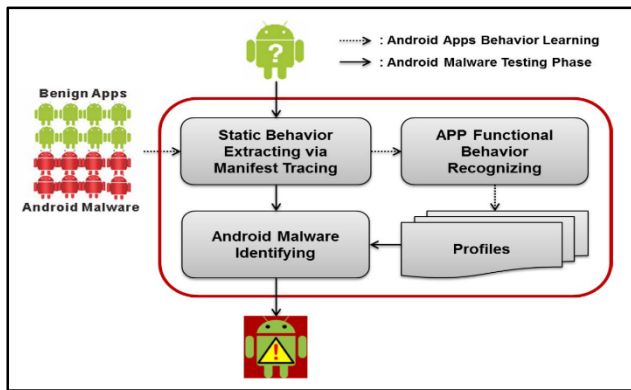 ?
: Android Apps Behavior Learning
: Android Malware Testing Phase
Benign Apps
Android Malware
Static Behavior
Extracting via
Manifest Tracing
APP Functional
Behavior
Recognizing
Android Malware
Identifying
Profiles
!